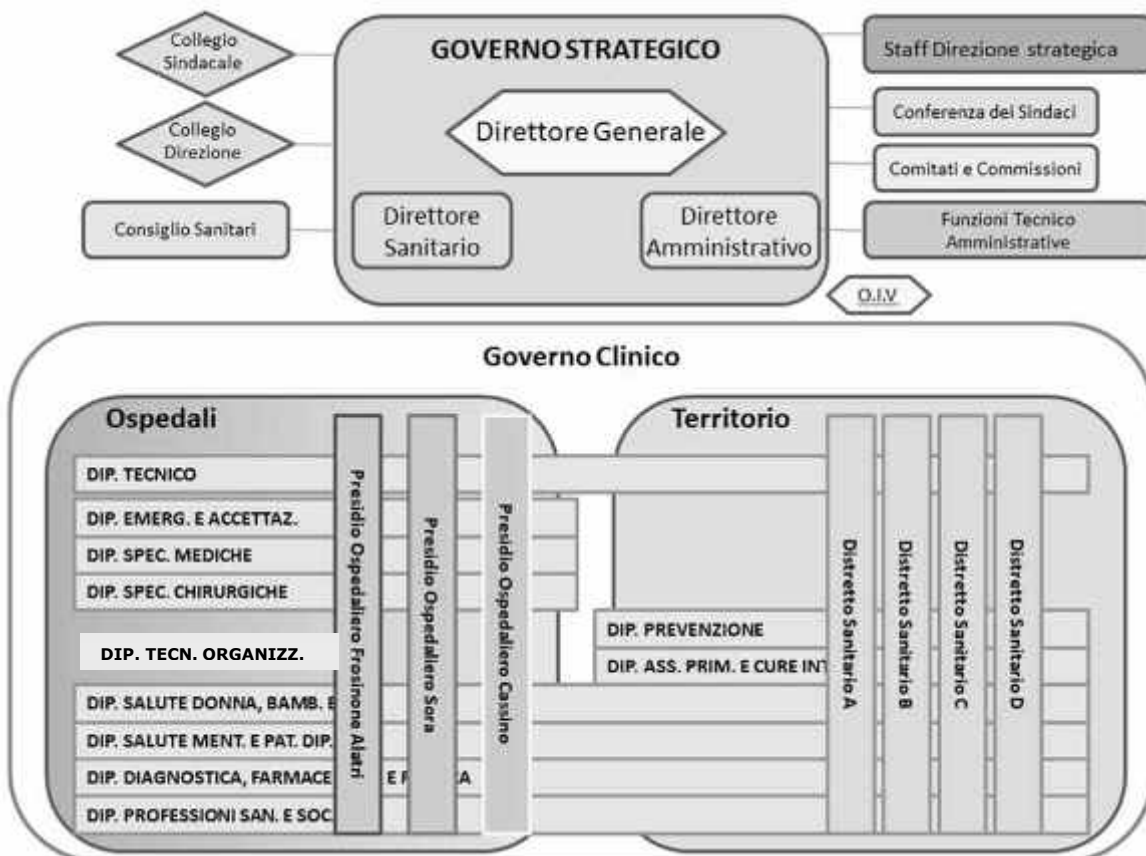 Collegio
Sindacale
GOVERNO STRATEGICO
Staff Direzione strategica
Collegio
Direzione
Direttore Generale
Conferenza dei Sindaci
Comitati e Commissioni
Consiglio Sanitari
Direttore
Sanitario
Direttore
Amministrativo
Funzioni Tecnico
Amministrative
O.I.V
Governo Clinico
Ospedali
Territorio
DIP. TECNICO
DIP. EMERG. E ACCETTAZ.
DIP. SPEC. MEDICHE
DIP. SPEC. CHIRURGICHE
DIP. TECN. ORGANIZZ.
DIP. SALUTE DONNA, BAMB. E
DIP. SALUTE MENT. E PAT. DIP.
DIP. DIAGNOSTICA, FARMACE E
DIP. PROFESSIONI SAN. E SOC.
Presidio Ospedaliero Frosinone Alatri
Presidio Ospedaliero Sora
Presidio Ospedaliero Cassino
DIP. PREVENZIONE
DIP. ASS. PRIM. E CURE INT
Distretto Sanitario A
Distretto Sanitario B
Distretto Sanitario C
Distretto Sanitario D